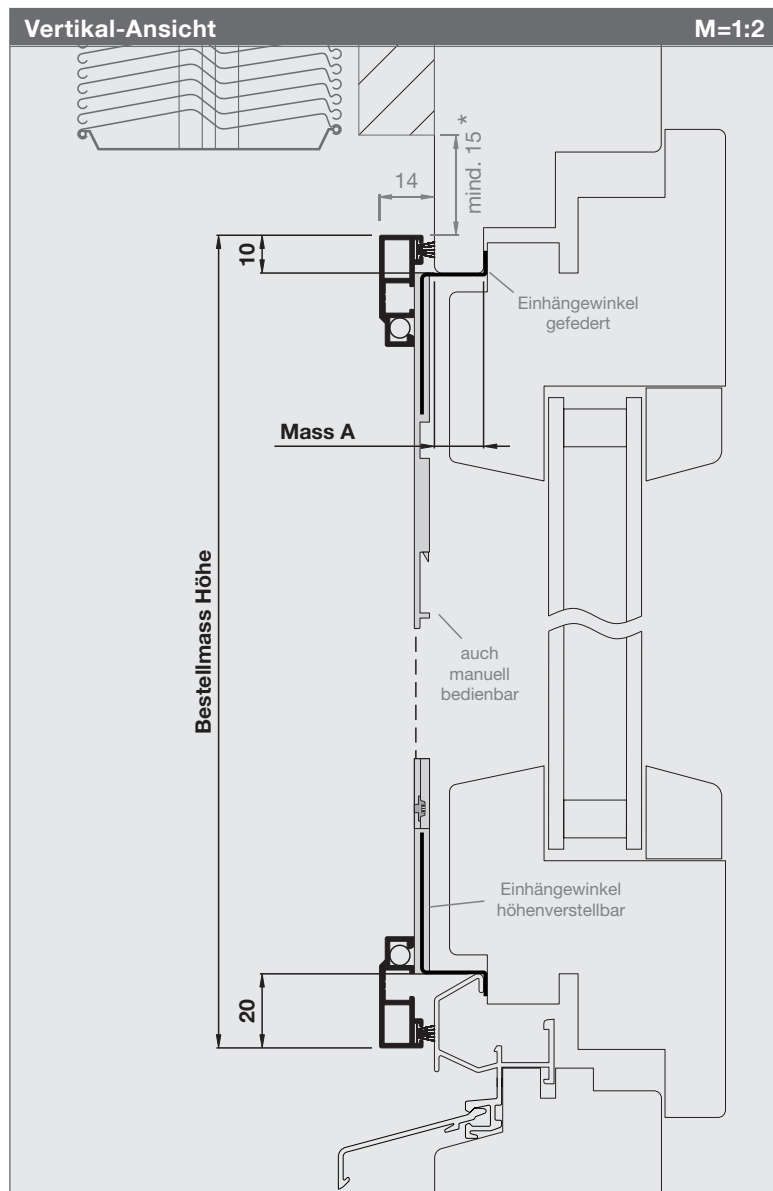 Vertikal-Ansicht M=1:2
mind. 15 *
14
10
Einhängewinkel
gefedert
Mass A
Bestellmass Höhe
auch
manuell
bedienbar
Einhängewinkel
höhenverstellbar
20